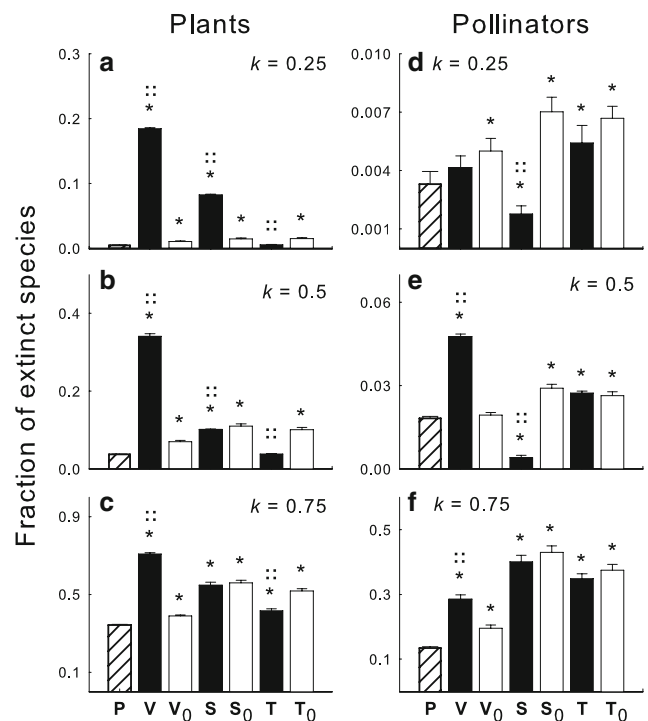 Plants Pollinators
Fraction of extinct species
a k = 0.25
0.3
0.2
0.1
0.0
:: * * :: * * :: *
d k = 0.25
0.010
0.007
0.004
0.001
* :: * * * *
b k = 0.5
0.4
0.2
0.0
:: * * :: * * :: *
e k = 0.5
0.06
0.03
0.00
:: * :: * * * *
c k = 0.75
0.9
0.5
0.1
:: * * * * :: * *
f k = 0.75
0.5
0.3
0.1
:: * * * * * *
P V V0 S S0 T T0
P V V0 S S0 T T0